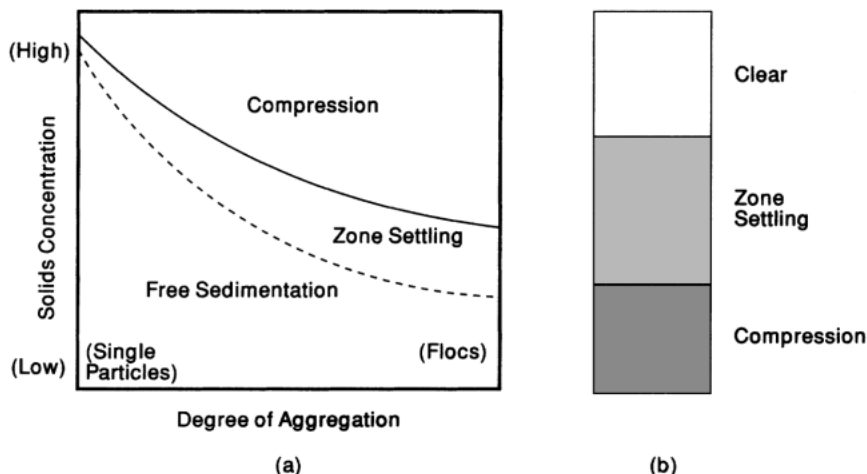 (High)
Solids Concentration
(Low)
Compression
Zone Settling
Free Sedimentation
(Single
Particles)
(Flocs)
Degree of Aggregation
(a)
Clear
Zone
Settling
Compression
(b)